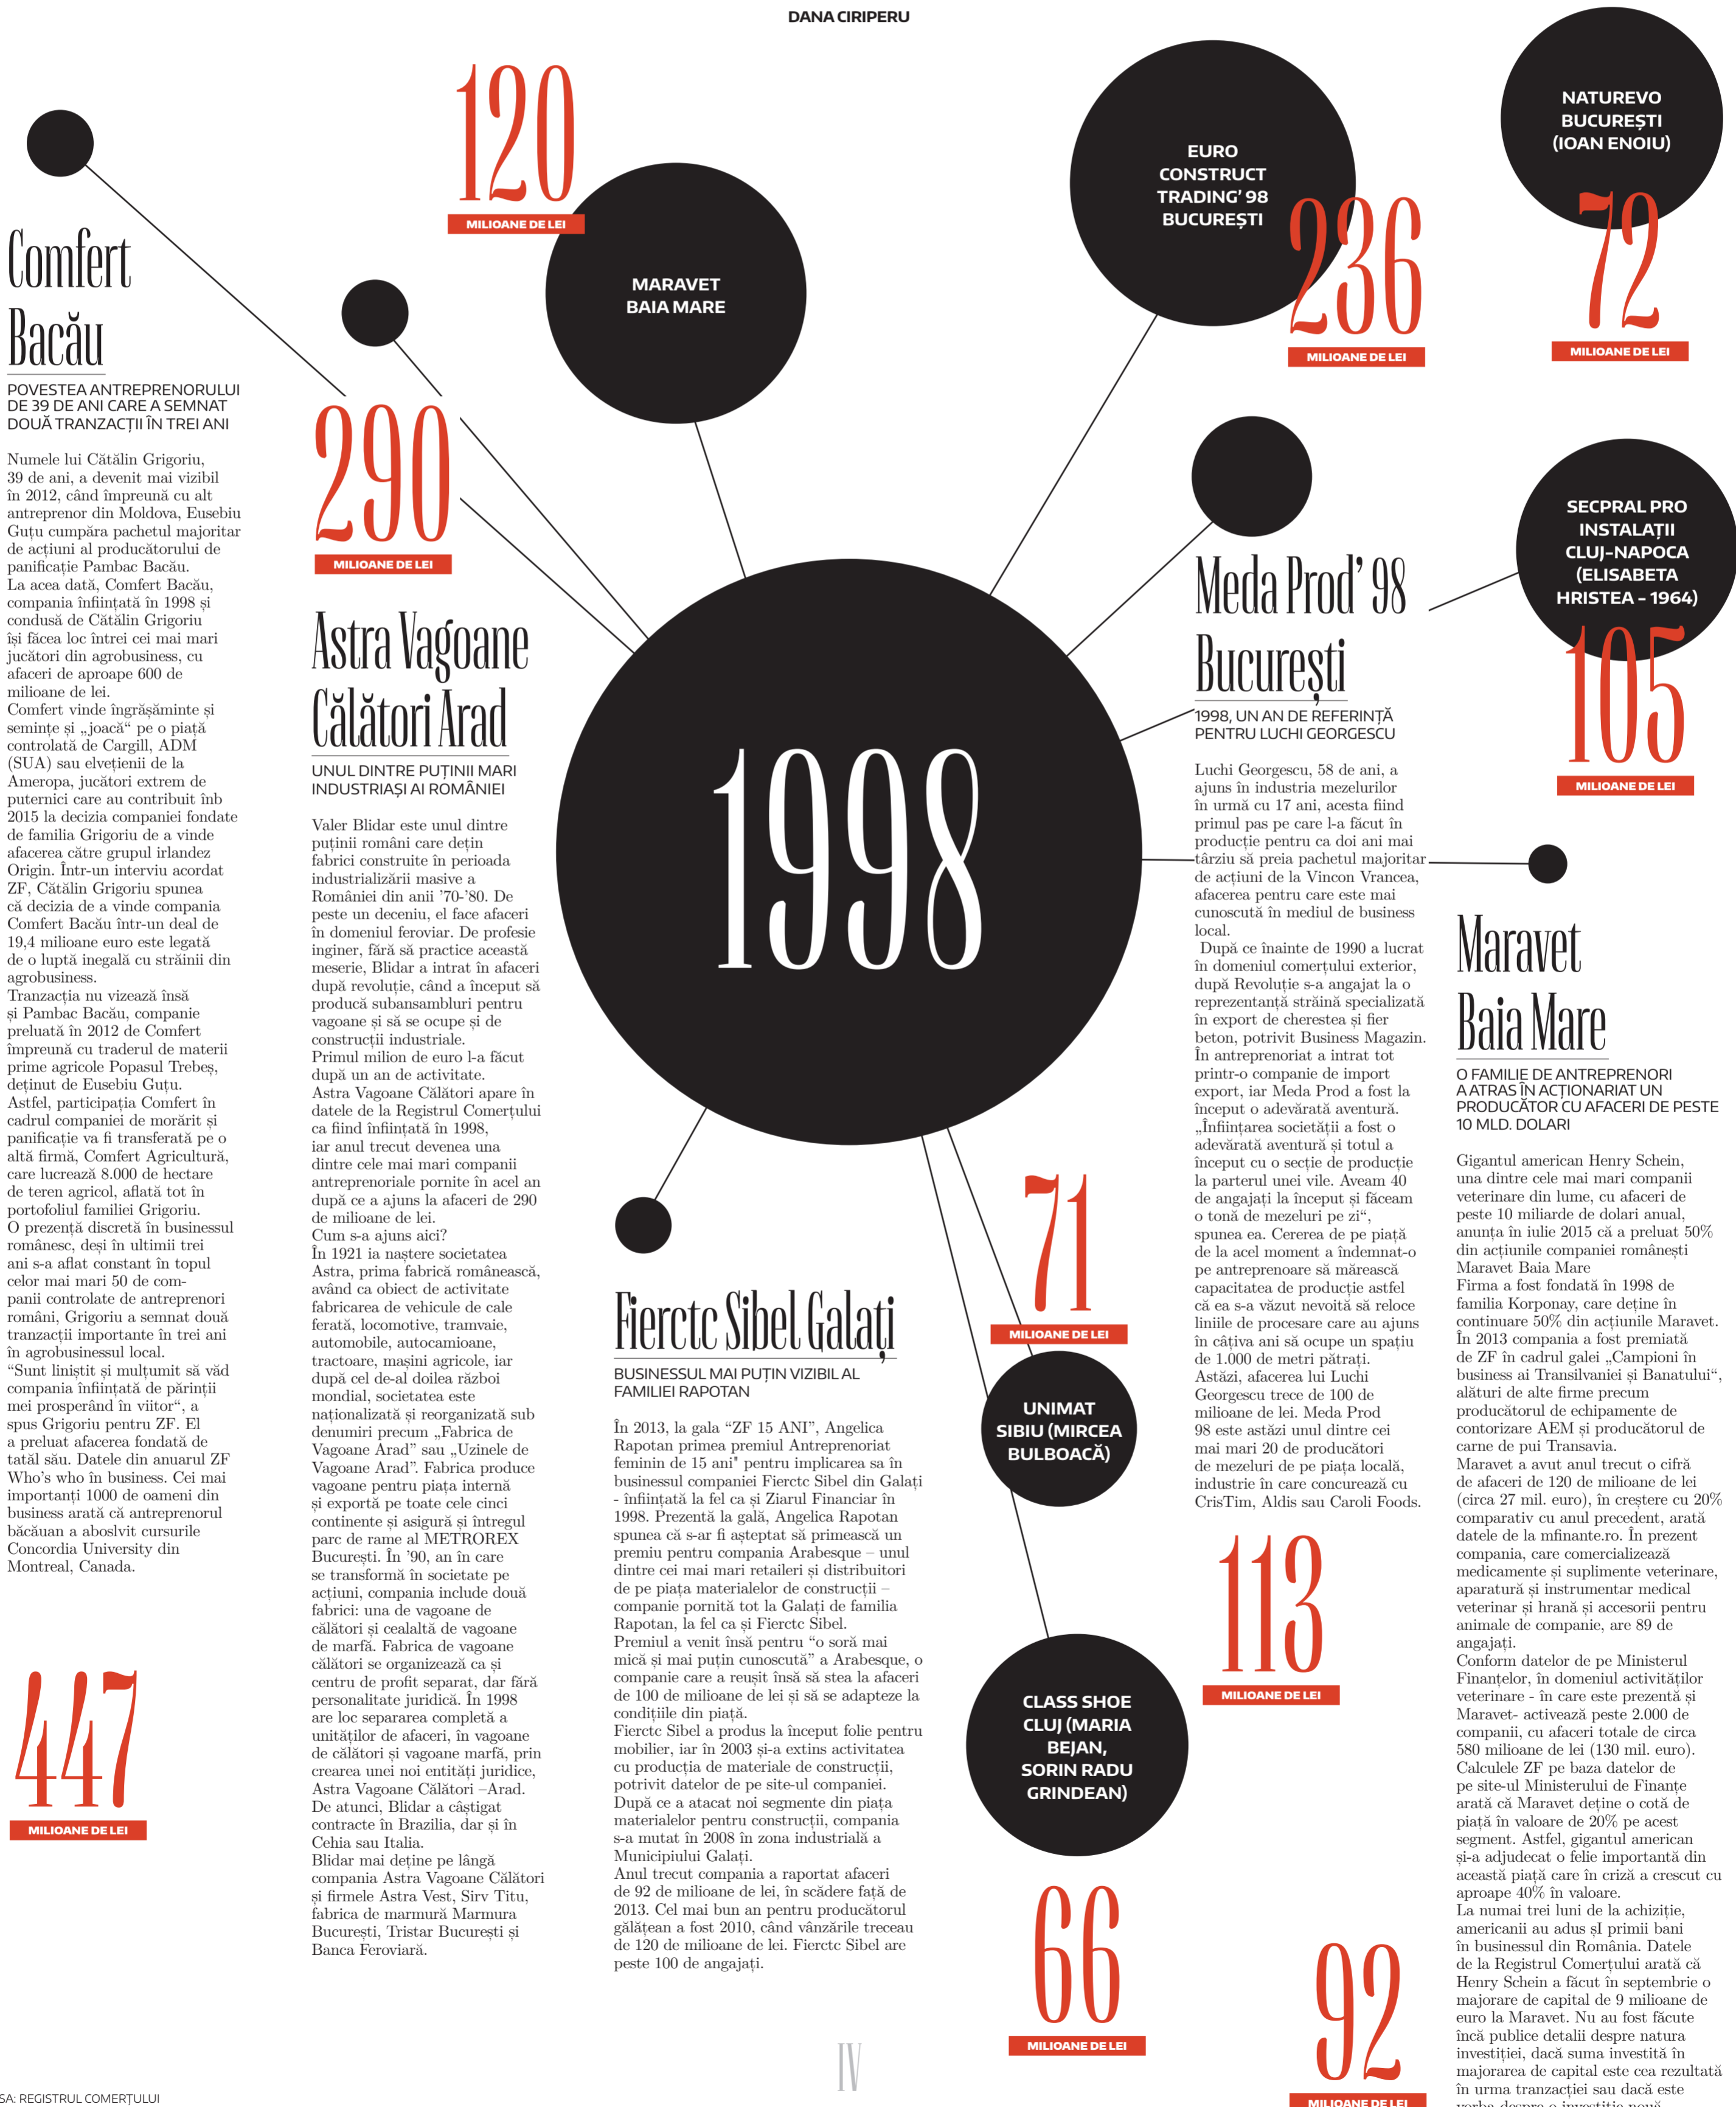 DANA CIRIPERU
120
MILIOANE DE LEI
MARAVET
BAIA MARE
EURO
CONSTRUCT
TRADING' 98
BUCUREȘTI
236
MILIOANE DE LEI
NATUREVO
BUCUREȘTI
(IOAN ENOIU)
72
MILIOANE DE LEI
SECPRAL PRO
INSTALAȚII
CLUJ-NAPOCA
(ELISABETA
HRISTEA - 1964)
105
MILIOANE DE LEI
1998
Comfert
Bacău
POVESTEA ANTREPRENORULUI
DE 39 DE ANI CARE A SEMNAT
DOUĂ TRANZACȚII ÎN TREI ANI
Numele lui Cătălin Grigoriu,
39 de ani, a devenit mai vizibil
în 2012, când împreună cu alt
antreprenor din Moldova, Eusebiu
Guțu cumpăra pachetul majoritar
de acțiuni al producătorului de
panificație Pambac Bacău.
La acea dată, Comfert Bacău,
compania înființată în 1998 și
condusă de Cătălin Grigoriu
își făcea loc întrei cei mai mari
jucători din agrobusiness, cu
afaceri de aproape 600 de
milioane de lei.
Comfert vinde îngrășăminte și
semințe și „joacă“ pe o piață
controlată de Cargill, ADM
(SUA) sau elvețienii de la
Ameropa, jucători extrem de
puternici care au contribuit înb
2015 la decizia companiei fondate
de familia Grigoriu de a vinde
afacerea către grupul irlandez
Origin. Într-un interviu acordat
ZF, Cătălin Grigoriu spunea
că decizia de a vinde compania
Comfert Bacău într-un deal de
19,4 milioane euro este legată
de o luptă inegală cu străinii din
agrobusiness.
Tranzacția nu vizează însă
și Pambac Bacău, companie
preluată în 2012 de Comfert
împreună cu traderul de materii
prime agricole Popasul Trebeș,
deținut de Eusebiu Guțu.
Astfel, participația Comfert în
cadrul companiei de morărit și
panificație va fi transferată pe o
altă firmă, Comfert Agricultură,
care lucrează 8.000 de hectare
de teren agricol, aflată tot în
portofoliul familiei Grigoriu.
O prezență discretă în businessul
românesc, deși în ultimii trei
ani s-a aflat constant în topul
celor mai mari 50 de com-
panii controlate de antreprenori
români, Grigoriu a semnat două
tranzacții importante în trei ani
în agrobusinessul local.
“Sunt liniștit și mulțumit să văd
compania înființată de părinții
mei prosperând în viitor“, a
spus Grigoriu pentru ZF. El
a preluat afacerea fondată de
tatăl său. Datele din anuarul ZF
Who's who în business. Cei mai
importanți 1000 de oameni din
business arată că antreprenorul
băcăuan a aboslvit cursurile
Concordia University din
Montreal, Canada.
447
MILIOANE DE LEI
290
MILIOANE DE LEI
Astra Vagoane
Călători Arad
UNUL DINTRE PUȚINII MARI
INDUSTRIAȘI AI ROMÂNIEI
Valer Blidar este unul dintre
puținii români care dețin
fabrici construite în perioada
industrializării masive a
României din anii '70-'80. De
peste un deceniu, el face afaceri
în domeniul feroviar. De profesie
inginer, fără să practice această
meserie, Blidar a intrat în afaceri
după revoluție, când a început să
producă subansambluri pentru
vagoane și să se ocupe și de
construcții industriale.
Primul milion de euro l-a făcut
după un an de activitate.
Astra Vagoane Călători apare în
datele de la Registrul Comerțului
ca fiind înființată în 1998,
iar anul trecut devenea una
dintre cele mai mari companii
antreprenoriale pornite în acel an
după ce a ajuns la afaceri de 290
de milioane de lei.
Cum s-a ajuns aici?
În 1921 ia naștere societatea
Astra, prima fabrică românească,
având ca obiect de activitate
fabricarea de vehicule de cale
ferată, locomotive, tramvaie,
automobile, autocamioane,
tractoare, mașini agricole, iar
după cel de-al doilea război
mondial, societatea este
naționalizată și reorganizată sub
denumiri precum „Fabrica de
Vagoane Arad” sau „Uzinele de
Vagoane Arad”. Fabrica produce
vagoane pentru piața internă
și exportă pe toate cele cinci
continente și asigură și întregul
parc de rame al METROREX
București. În '90, an în care
se transformă în societate pe
acțiuni, compania include două
fabrici: una de vagoane de
călători și cealaltă de vagoane
de marfă. Fabrica de vagoane
călători se organizează ca și
centru de profit separat, dar fără
personalitate juridică. În 1998
are loc separarea completă a
unităților de afaceri, în vagoane
de călători și vagoane marfă, prin
crearea unei noi entități juridice,
Astra Vagoane Călători –Arad.
De atunci, Blidar a câștigat
contracte în Brazilia, dar și în
Cehia sau Italia.
Blidar mai deține pe lângă
compania Astra Vagoane Călători
și firmele Astra Vest, Sirv Titu,
fabrica de marmură Marmura
București, Tristar București și
Banca Feroviară.
Fierctc Sibel Galați
BUSINESSUL MAI PUȚIN VIZIBIL AL
FAMILIEI RAPOTAN
În 2013, la gala “ZF 15 ANI”, Angelica
Rapotan primea premiul Antreprenoriat
feminin de 15 ani" pentru implicarea sa în
businessul companiei Fierctc Sibel din Galați
- înființată la fel ca și Ziarul Financiar în
1998. Prezentă la gală, Angelica Rapotan
spunea că s-ar fi așteptat să primească un
premiu pentru compania Arabesque – unul
dintre cei mai mari retaileri și distribuitori
de pe piața materialelor de construcții –
companie pornită tot la Galați de familia
Rapotan, la fel ca și Fierctc Sibel.
Premiul a venit însă pentru “o soră mai
mică și mai puțin cunoscută” a Arabesque, o
companie care a reușit însă să stea la afaceri
de 100 de milioane de lei și să se adapteze la
condițiile din piață.
Fierctc Sibel a produs la început folie pentru
mobilier, iar în 2003 și-a extins activitatea
cu producția de materiale de construcții,
potrivit datelor de pe site-ul companiei.
După ce a atacat noi segmente din piața
materialelor pentru construcții, compania
s-a mutat în 2008 în zona industrială a
Municipiului Galați.
Anul trecut compania a raportat afaceri
de 92 de milioane de lei, în scădere față de
2013. Cel mai bun an pentru producătorul
gălățean a fost 2010, când vânzările treceau
de 120 de milioane de lei. Fierctc Sibel are
peste 100 de angajați.
71
MILIOANE DE LEI
UNIMAT
SIBIU (MIRCEA
BULBOACĂ)
CLASS SHOE
CLUJ (MARIA
BEJAN,
SORIN RADU
GRINDEAN)
66
MILIOANE DE LEI
Meda Prod’ 98
București
1998, UN AN DE REFERINȚĂ
PENTRU LUCHI GEORGESCU
Luchi Georgescu, 58 de ani, a
ajuns în industria mezelurilor
în urmă cu 17 ani, acesta fiind
primul pas pe care l-a făcut în
producție pentru ca doi ani mai
târziu să preia pachetul majoritar
de acțiuni de la Vincon Vrancea,
afacerea pentru care este mai
cunoscută în mediul de business
local.
După ce înainte de 1990 a lucrat
în domeniul comerțului exterior,
după Revoluție s-a angajat la o
reprezentanță străină specializată
în export de cherestea și fier
beton, potrivit Business Magazin.
În antreprenoriat a intrat tot
printr-o companie de import
export, iar Meda Prod a fost la
început o adevărată aventură.
„Înființarea societății a fost o
adevărată aventură și totul a
început cu o secție de producție
la parterul unei vile. Aveam 40
de angajați la început și făceam
o tonă de mezeluri pe zi“,
spunea ea. Cererea de pe piață
de la acel moment a îndemnat-o
pe antreprenoare să mărească
capacitatea de producție astfel
că ea s-a văzut nevoită să reloce
liniile de procesare care au ajuns
în câtiva ani să ocupe un spațiu
de 1.000 de metri pătrați.
Astăzi, afacerea lui Luchi
Georgescu trece de 100 de
milioane de lei. Meda Prod
98 este astăzi unul dintre cei
mai mari 20 de producători
de mezeluri de pe piața locală,
industrie în care concurează cu
CrisTim, Aldis sau Caroli Foods.
113
MILIOANE DE LEI
92
MILIOANE DE LEI
Maravet
Baia Mare
O FAMILIE DE ANTREPRENORI
A ATRAS ÎN ACȚIONARIAT UN
PRODUCĂTOR CU AFACERI DE PESTE
10 MLD. DOLARI
Gigantul american Henry Schein,
una dintre cele mai mari companii
veterinare din lume, cu afaceri de
peste 10 miliarde de dolari anual,
anunța în iulie 2015 că a preluat 50%
din acțiunile companiei românești
Maravet Baia Mare
Firma a fost fondată în 1998 de
familia Korponay, care deține în
continuare 50% din acțiunile Maravet.
În 2013 compania a fost premiată
de ZF în cadrul galei „Campioni în
business ai Transilvaniei și Banatului“,
alături de alte firme precum
producătorul de echipamente de
contorizare AEM și producătorul de
carne de pui Transavia.
Maravet a avut anul trecut o cifră
de afaceri de 120 de milioane de lei
(circa 27 mil. euro), în creștere cu 20%
comparativ cu anul precedent, arată
datele de la mfinante.ro. În prezent
compania, care comercializează
medicamente și suplimente veterinare,
aparatură și instrumentar medical
veterinar și hrană și accesorii pentru
animale de companie, are 89 de
angajați.
Conform datelor de pe Ministerul
Finanțelor, în domeniul activităților
veterinare - în care este prezentă și
Maravet- activează peste 2.000 de
companii, cu afaceri totale de circa
580 milioane de lei (130 mil. euro).
Calculele ZF pe baza datelor de
pe site-ul Ministerului de Finanțe
arată că Maravet deține o cotă de
piață în valoare de 20% pe acest
segment. Astfel, gigantul american
și-a adjudecat o felie importantă din
această piață care în criză a crescut cu
aproape 40% în valoare.
La numai trei luni de la achiziție,
americanii au adus șI primii bani
în businessul din România. Datele
de la Registrul Comerțului arată că
Henry Schein a făcut în septembrie o
majorare de capital de 9 milioane de
euro la Maravet. Nu au fost făcute
încă publice detalii despre natura
investiției, dacă suma investită în
majorarea de capital este cea rezultată
în urma tranzacției sau dacă este
vorba despre o investiție nouă
IV
SA: REGISTRUL COMERȚULUI